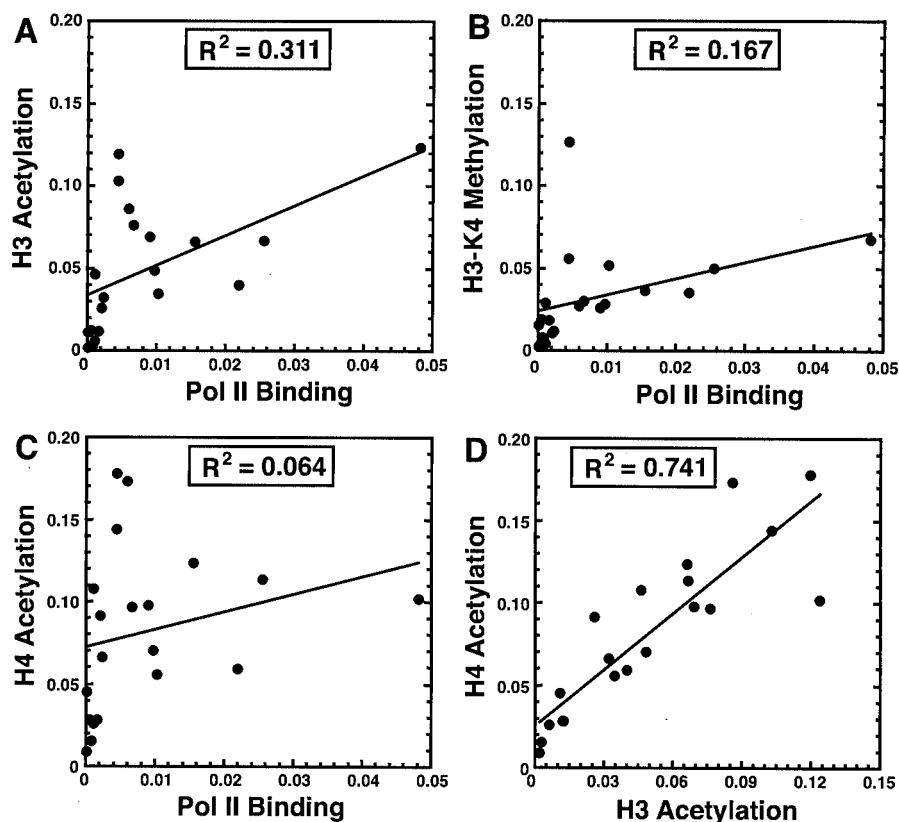 A
R² = 0.311
H3 Acetylation
0.20
0.15
0.10
0.05
0
0 0.01 0.02 0.03 0.04 0.05
Pol II Binding
B
R² = 0.167
H3-K4 Methylation
0.20
0.15
0.10
0.05
0
0 0.01 0.02 0.03 0.04 0.05
Pol II Binding
C
R² = 0.064
H4 Acetylation
0.20
0.15
0.10
0.05
0
0 0.01 0.02 0.03 0.04 0.05
Pol II Binding
D
R² = 0.741
H4 Acetylation
0.20
0.15
0.10
0.05
0
0 0.03 0.06 0.09 0.12 0.15
H3 Acetylation